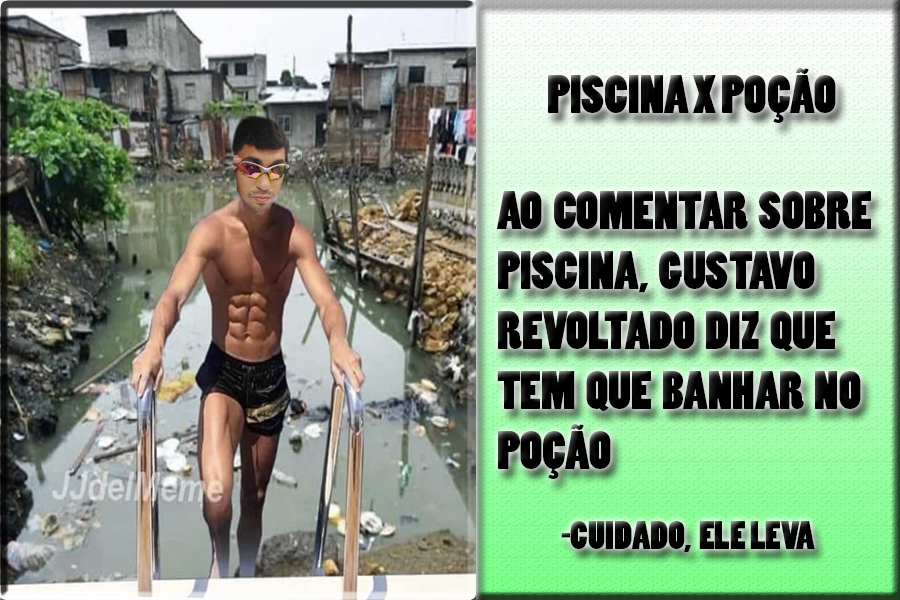 PISCINA X POÇÃO
AO COMENTAR SOBRE
PISCINA, GUSTAVO
REVOLTADO DIZ QUE
TEM QUE BANHAR NO
POÇÃO
-CUIDADO, ELE LEVA
JJdelMeme